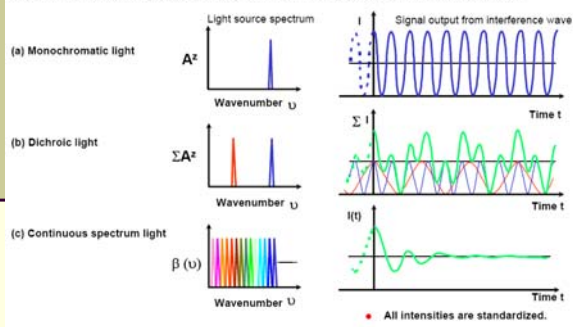 Light source spectrum
Signal output from interference wave
(a) Monochromatic light
A²
I
Wavenumber υ
Time t
(b) Dichroic light
ΣA²
Σ I
Wavenumber υ
Time t
(c) Continuous spectrum light
β (υ)
I(t)
Wavenumber υ
Time t
• All intensities are standardized.